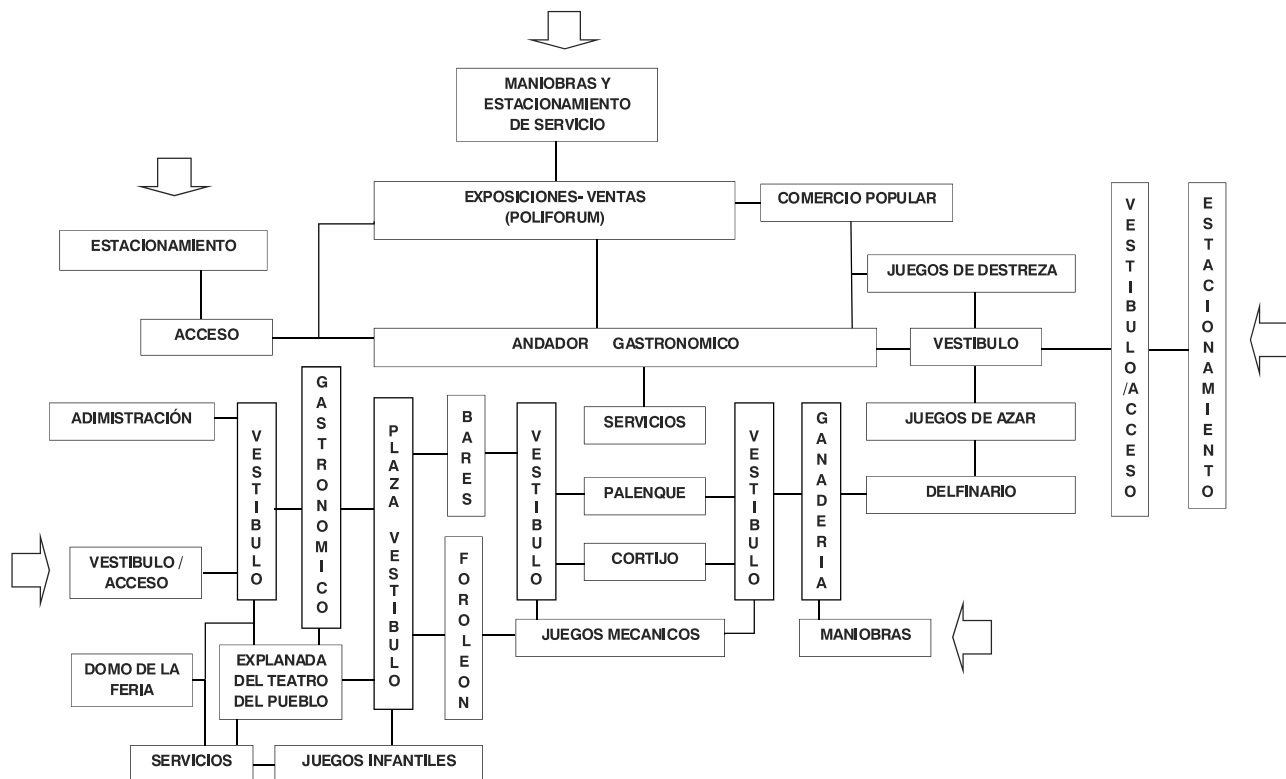 MANIOBRAS Y
ESTACIONAMIENTO
DE SERVICIO
EXPOSICIONES- VENTAS
(POLIFORUM)
COMERCIO POPULAR
ESTACIONAMIENTO
JUEGOS DE DESTREZA
ACCESO
ANDADOR GASTRONOMICO
VESTÍBULO
VESTIBULO/ACCESO
ESTACIONAMIENTO
ADIMISTRACIÓN
VESTIBULO
GASTRONOMICO
PLAZA VESTIBULO
BARES
VESTIBULO
SERVICIOS
VESTIBULO
GANADERIA
JUEGOS DE AZAR
PALENQUE
DELFINARIO
VESTÍBULO /
ACCESO
FOROLEON
CORTIJO
JUEGOS MECANICOS
MANIOBRAS
DOMO DE LA
FERIA
EXPLANADA
DEL TEATRO
DEL PUEBLO
SERVICIOS
JUEGOS INFANTILES